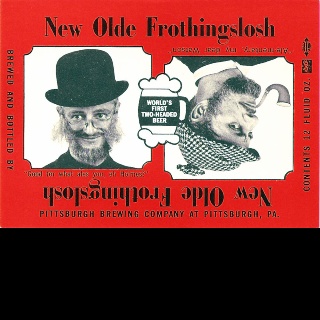 New Olde Frothingslosh
BREWED AND BOTTLED BY
WORLD'S
FIRST
TWO-HEADED
BEER
CONTENTS 12 FLUID OZ.
New Olde Frothingslosh
PITTSBURGH BREWING COMPANY AT PITTSBURGH, PA.